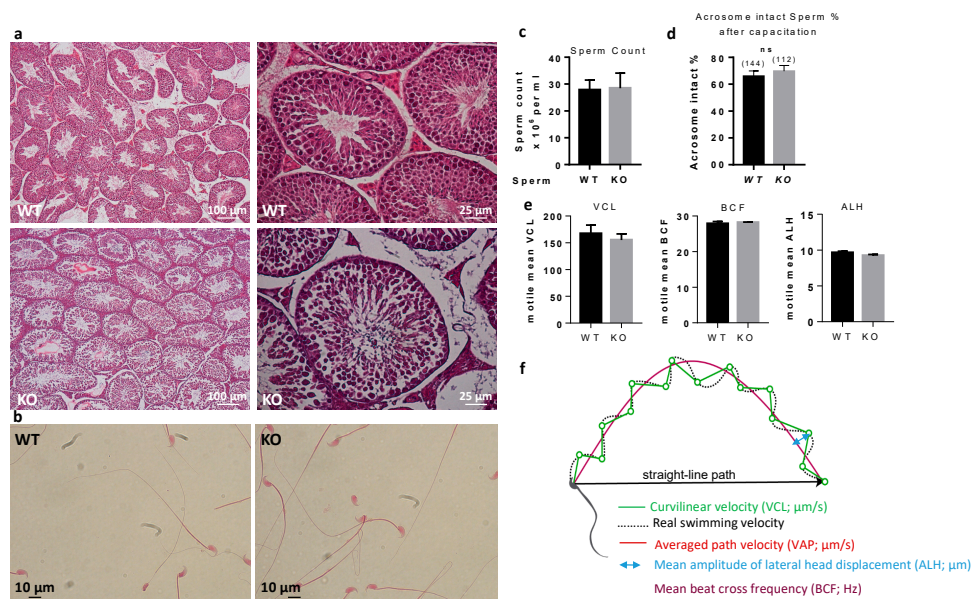 a
WT
100 µm
WT
25 µm
KO
100 µm
KO
25 µm
b
WT
10 µm
KO
10 µm
c
Sperm Count
Sperm count
x 10⁶ per ml
40
30
20
10
0
Sperm
WT KO
d
Acrosome intact Sperm %
after capacitation
ns
(144) (112)
Acrosome intact %
80
60
40
20
0
WT KO
e
VCL
motile mean VCL
200
150
100
50
0
WT KO
BCF
motile mean BCF
30
20
10
0
WT KO
ALH
motile mean ALH
15
10
5
0
WT KO
f
straight-line path
Curvilinear velocity (VCL; µm/s)
Real swimming velocity
Averaged path velocity (VAP; µm/s)
Mean amplitude of lateral head displacement (ALH; µm)
Mean beat cross frequency (BCF; Hz)